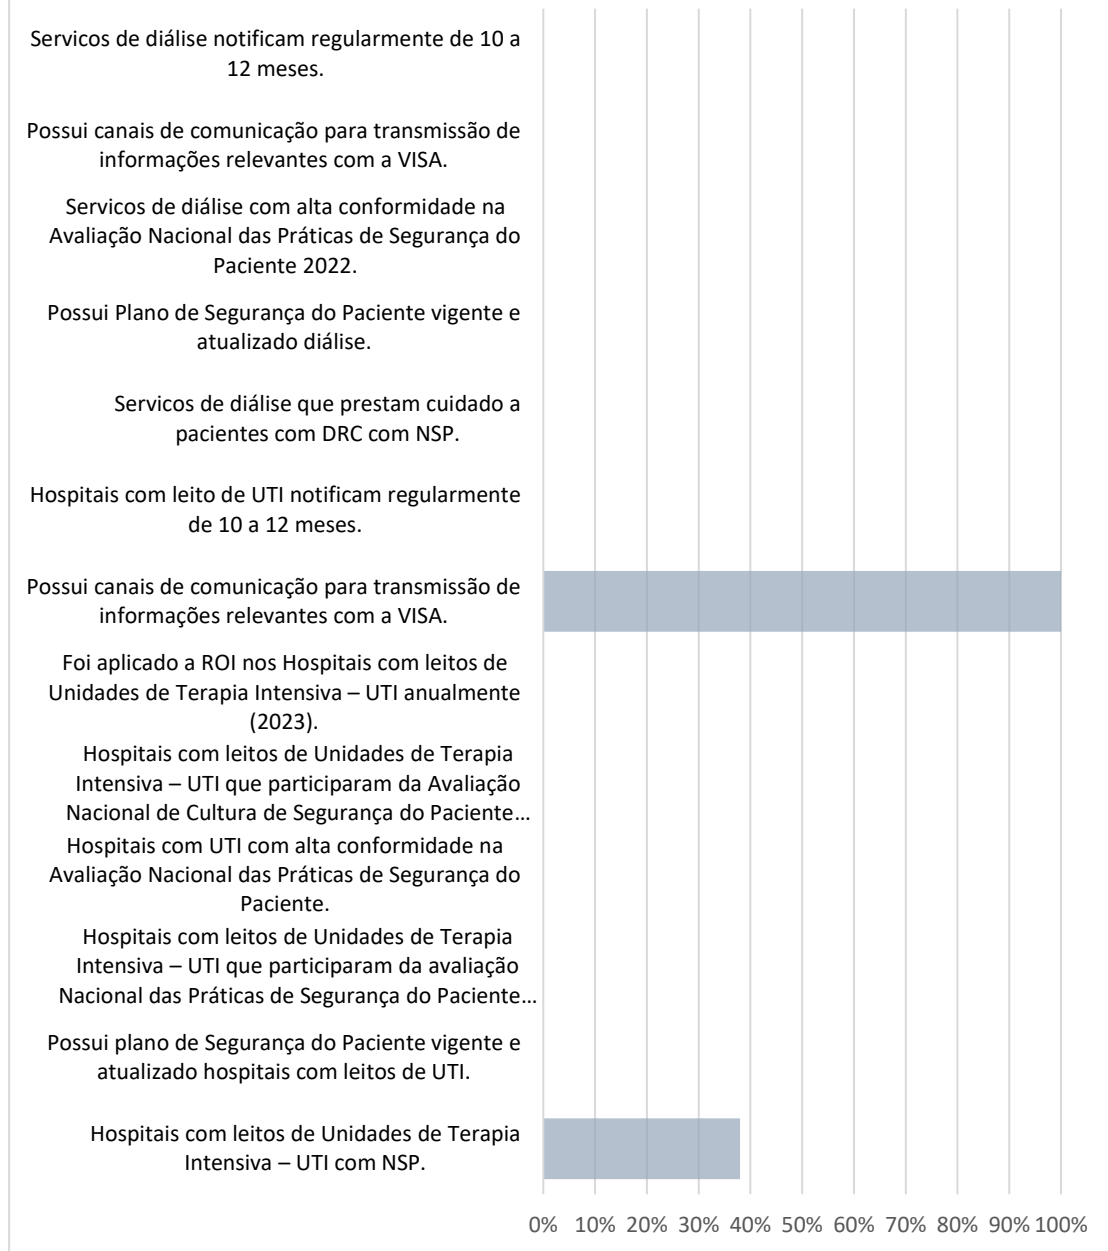 Servicos de diálise notificam regularmente de 10 a
12 meses.
Possui canais de comunicação para transmissão de
informações relevantes com a VISA.
Servicos de diálise com alta conformidade na
Avaliação Nacional das Práticas de Segurança do
Paciente 2022.
Possui Plano de Segurança do Paciente vigente e
atualizado diálise.
Servicos de diálise que prestam cuidado a
pacientes com DRC com NSP.
Hospitais com leito de UTI notificam regularmente
de 10 a 12 meses.
Possui canais de comunicação para transmissão de
informações relevantes com a VISA.
Foi aplicado a ROI nos Hospitais com leitos de
Unidades de Terapia Intensiva – UTI anualmente
(2023).
Hospitais com leitos de Unidades de Terapia
Intensiva – UTI que participaram da Avaliação
Nacional de Cultura de Segurança do Paciente...
Hospitais com UTI com alta conformidade na
Avaliação Nacional das Práticas de Segurança do
Paciente.
Hospitais com leitos de Unidades de Terapia
Intensiva – UTI que participaram da avaliação
Nacional das Práticas de Segurança do Paciente...
Possui plano de Segurança do Paciente vigente e
atualizado hospitais com leitos de UTI.
Hospitais com leitos de Unidades de Terapia
Intensiva – UTI com NSP.
0% 10% 20% 30% 40% 50% 60% 70% 80% 90% 100%